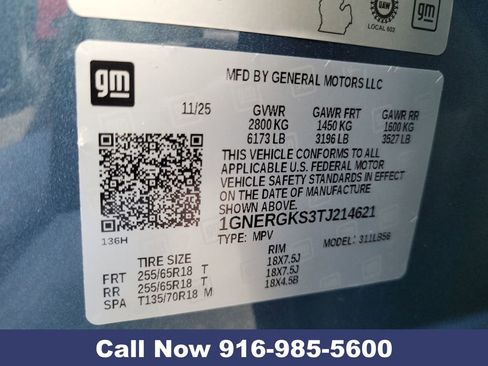 UAW
LOCAL 602
gm
gm
MFD BY GENERAL MOTORS LLC
11/25 GVWR GAWR FRT GAWR RR
2800 KG 1450 KG 1600 KG
6173 LB 3196 LB 3527 LB
THIS VEHICLE CONFORMS TO ALL
APPLICABLE U.S. FEDERAL MOTOR
VEHICLE SAFETY STANDARDS IN EFFECT
ON THE DATE OF MANUFACTURE
SHOWN ABOVE.
1GNERGKS3TJ214621
TYPE: MPV MODEL: 311LB56
136H
TIRE SIZE RIM
FRT 255/65R18 T 18X7.5J
RR 255/65R18 T 18X7.5J
SPA T135/70R18 M 18X4.5B
Call Now 916-985-5600